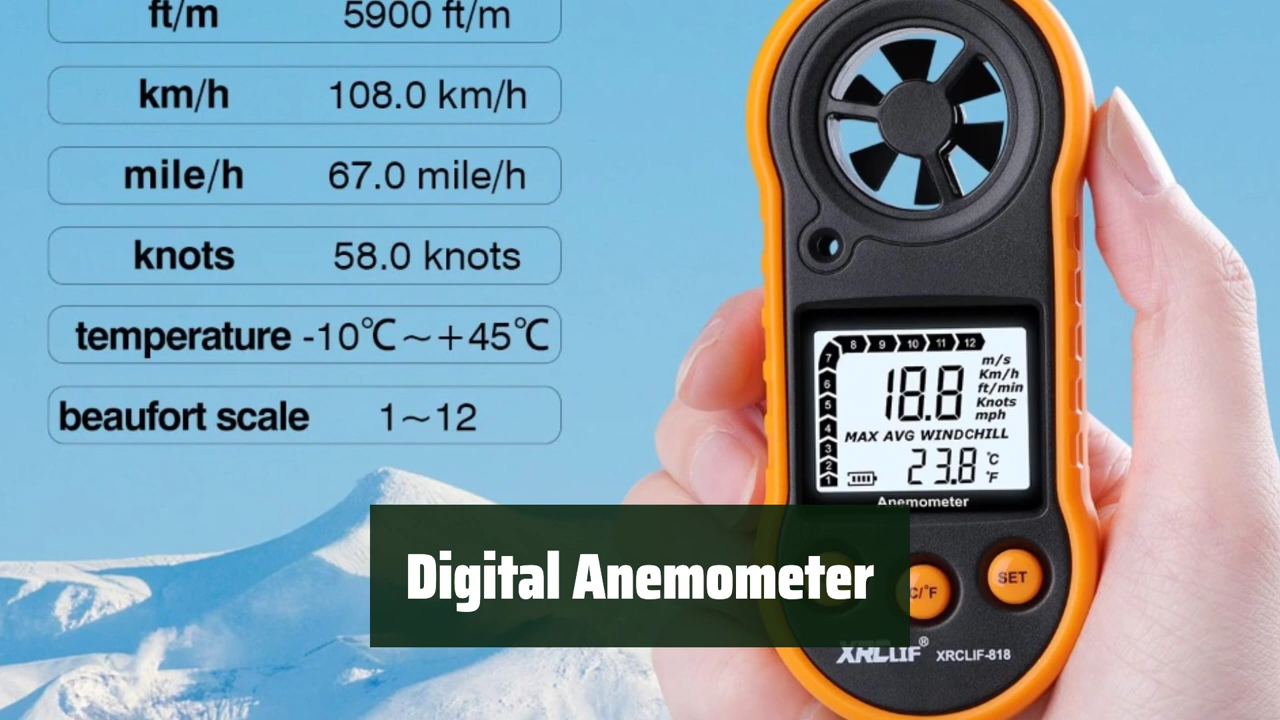 ft/m 5900 ft/m
km/h 108.0 km/h
mile/h 67.0 mile/h
knots 58.0 knots
temperature -10℃~+45℃
beaufort scale 1~12
8 9 10 11 12
7
6
5
4
3
2
1
m/s
Km/h
ft/min
Knots
mph
18.8
MAX AVG WINDCHILL
23.8 °C
°F
Anemometer
Digital Anemometer
C/°F
SET
XRCLIF® XRCLIF-818